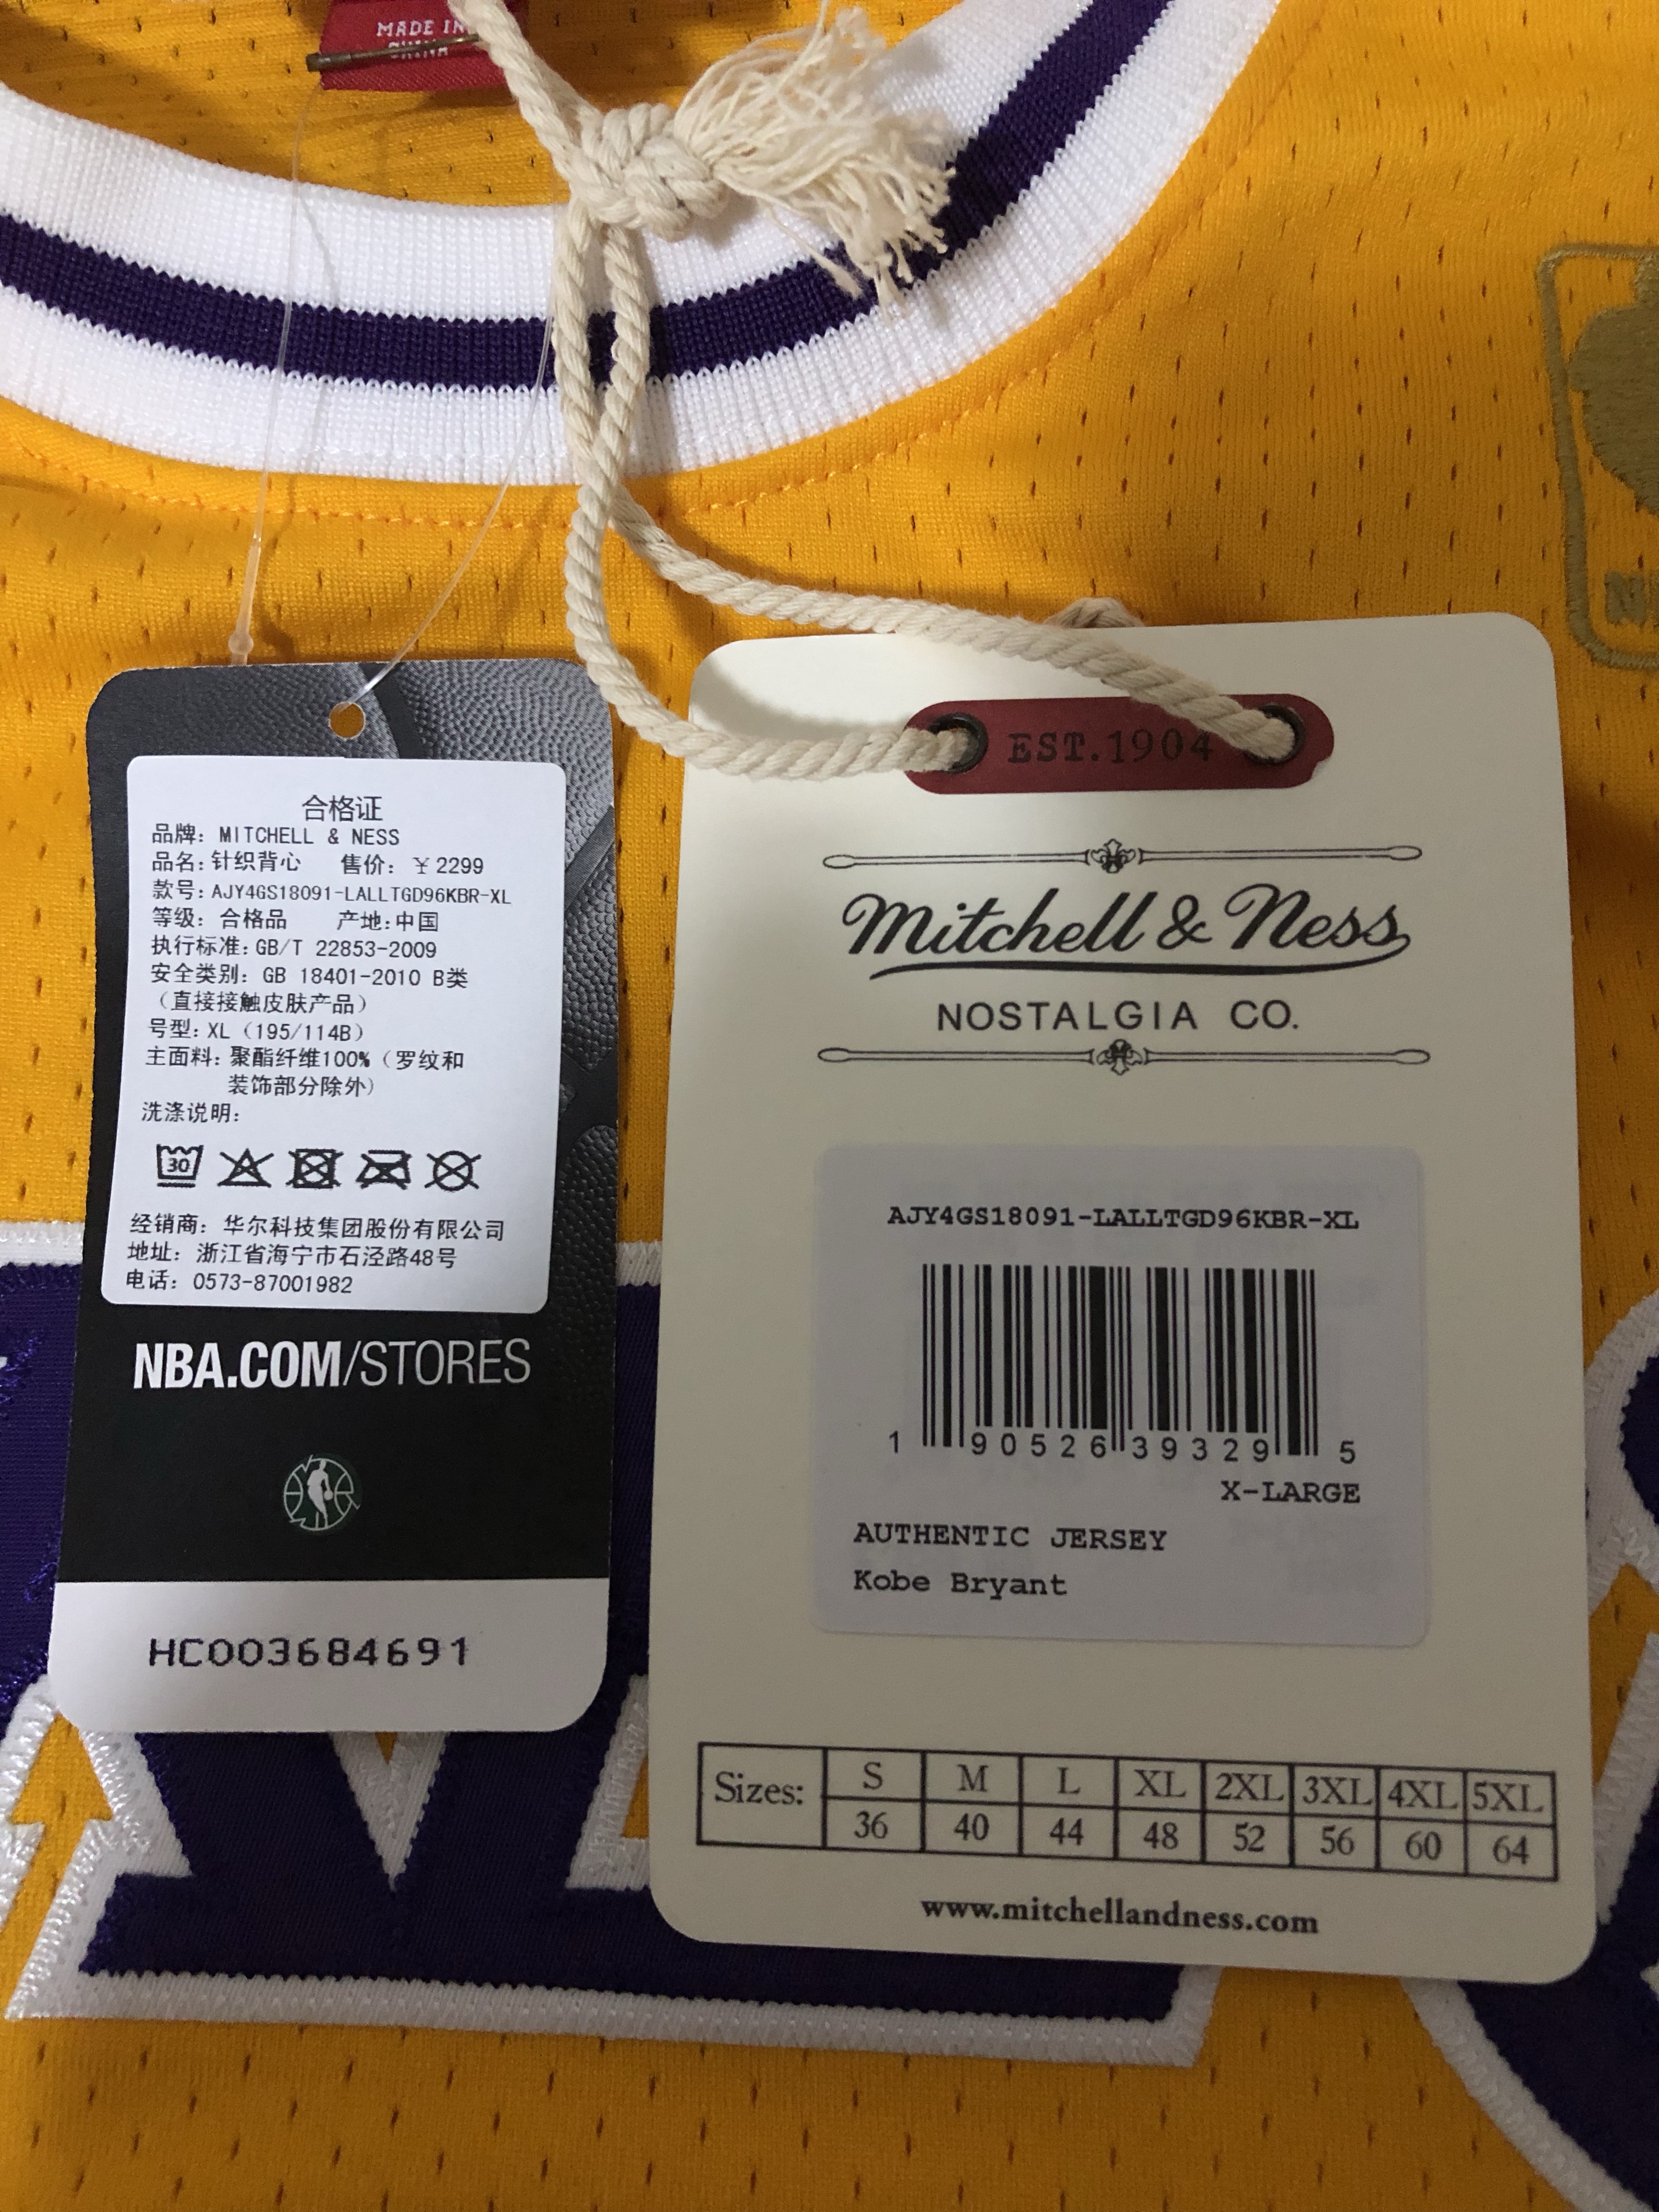 MADE IN
CHINA
合格证
品牌: MITCHELL & NESS
品名: 针织背心 售价: ￥2299
款号: AJY4GS18091-LALLTGD96KBR-XL
等级: 合格品 产地: 中国
执行标准: GB/T 22853-2009
安全类别: GB 18401-2010 B类
（直接接触皮肤产品）
号型: XL（195/114B）
主面料: 聚酯纤维100%（罗纹和
装饰部分除外）
洗涤说明:
30
经销商: 华尔科技集团股份有限公司
地址: 浙江省海宁市石泾路48号
电话: 0573-87001982
NBA.COM/STORES
HC003684691
EST.1904
Mitchell & Ness
NOSTALGIA CO.
AJY4GS18091-LALLTGD96KBR-XL
1 90526 39329 5
X-LARGE
AUTHENTIC JERSEY
Kobe Bryant
Sizes: S M L XL 2XL 3XL 4XL 5XL
36 40 44 48 52 56 60 64
www.mitchellandness.com